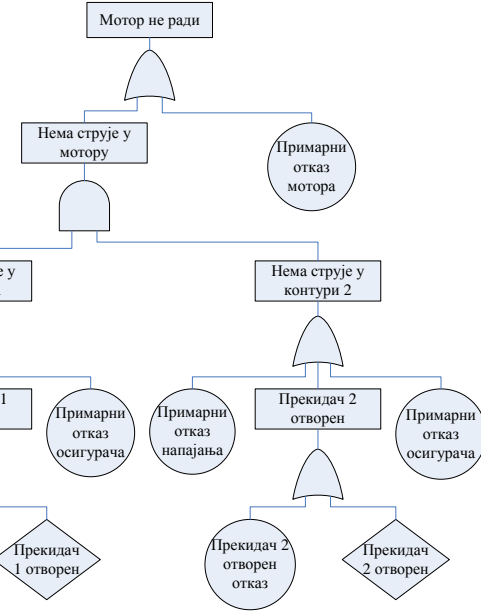 Мотор не ради
Нема струје у
мотору
Примарни
отказ
мотора
е у
Нема струје у
контури 2
1
Примарни
отказ
осигурача
Примарни
отказ
напајања
Прекидач 2
отворен
Примарни
отказ
осигурача
Прекидач
1 отворен
Прекидач 2
отворен
отказ
Прекидач
2 отворен